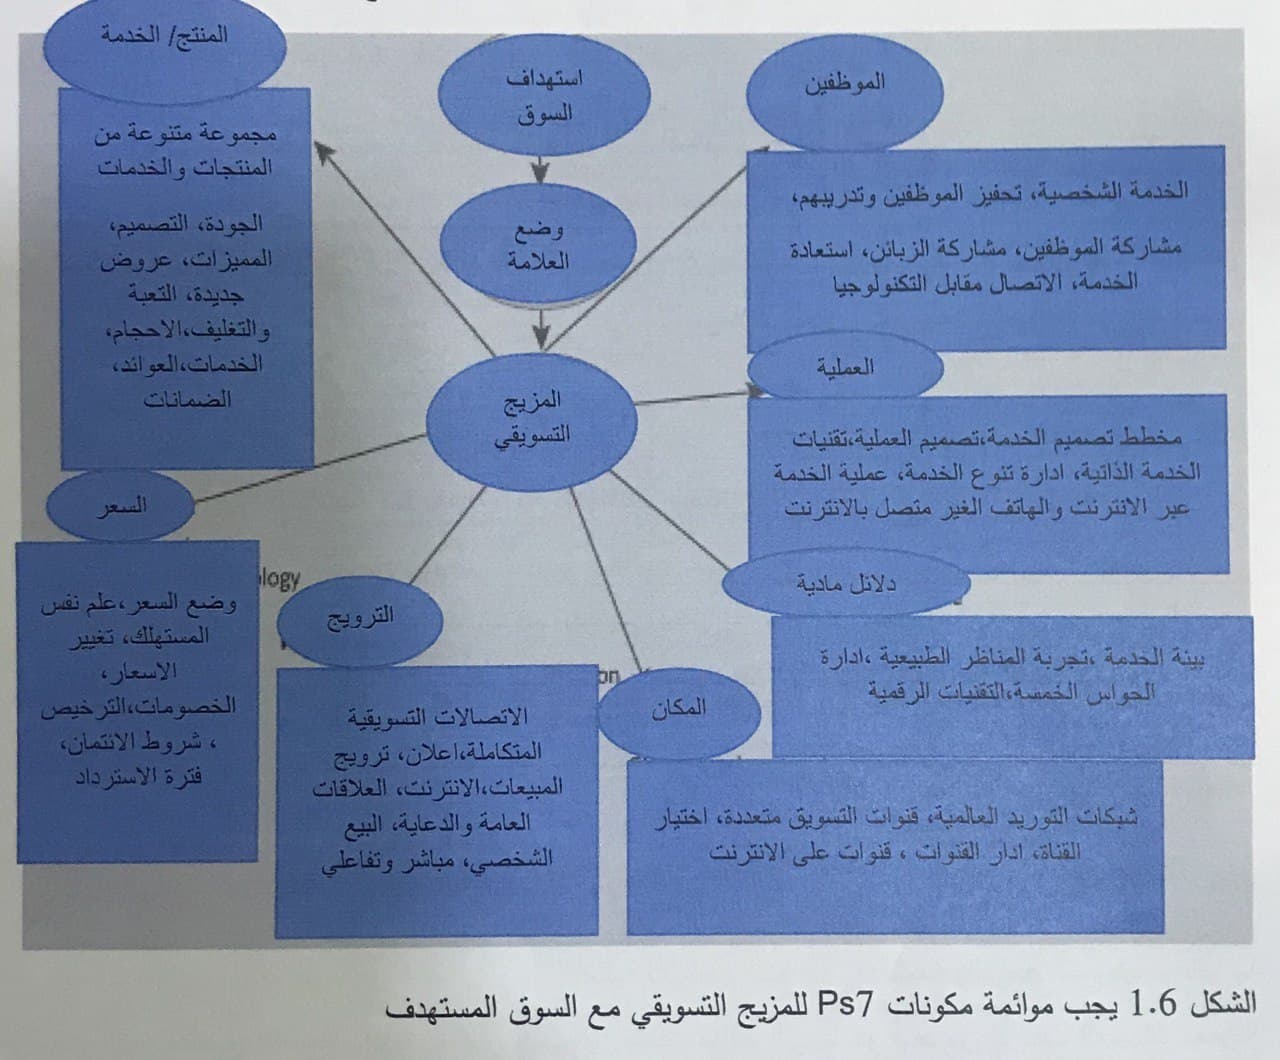 المنتج/ الخدمة
مجموعة متنوعة من
المنتجات والخدمات
الجودة، التصميم،
المميزات، عروض
جديدة، التعبة
والتغليف،الاحجام،
الخدمات،العوائد،
الضمانات
استهداف
السوق
وضع
العلامة
المزيج
التسويقي
الموظفين
الخدمة الشخصية، تحفيز الموظفين وتدريبهم،
مشاركة الموظفين، مشاركة الزبائن، استعادة
الخدمة، الاتصال مقابل التكنولوجيا
العملية
مخطط تصميم الخدمة،تصميم العملية،تقنيات
الخدمة الذاتية، ادارة تنوع الخدمة، عملية الخدمة
عبر الانترنت والهاتف الغير متصل بالانترنت
دلائل مادية
بيئة الخدمة ،تجربة المناظر الطبيعية ،ادارة
الحواس الخمسة،التقنيات الرقمية
المكان
شبكات التوريد العالمية، قنوات التسويق متعددة، اختيار
القناة، ادار القنوات ، قنوات على الانترنت
الترويج
الاتصالات التسويقية
المتكاملة،اعلان، ترويج
المبيعات،الانترنت، العلاقات
العامة والدعاية، البيع
الشخصي، مباشر وتفاعلي
السعر
وضع السعر،علم نفس
المستهلك، تغيير
الاسعار،
الخصومات،الترخيص
، شروط الائتمان،
فترة الاسترداد
ology
on
الشكل 1.6 يجب موائمة مكونات Ps7 للمزيج التسويقي مع السوق المستهدف